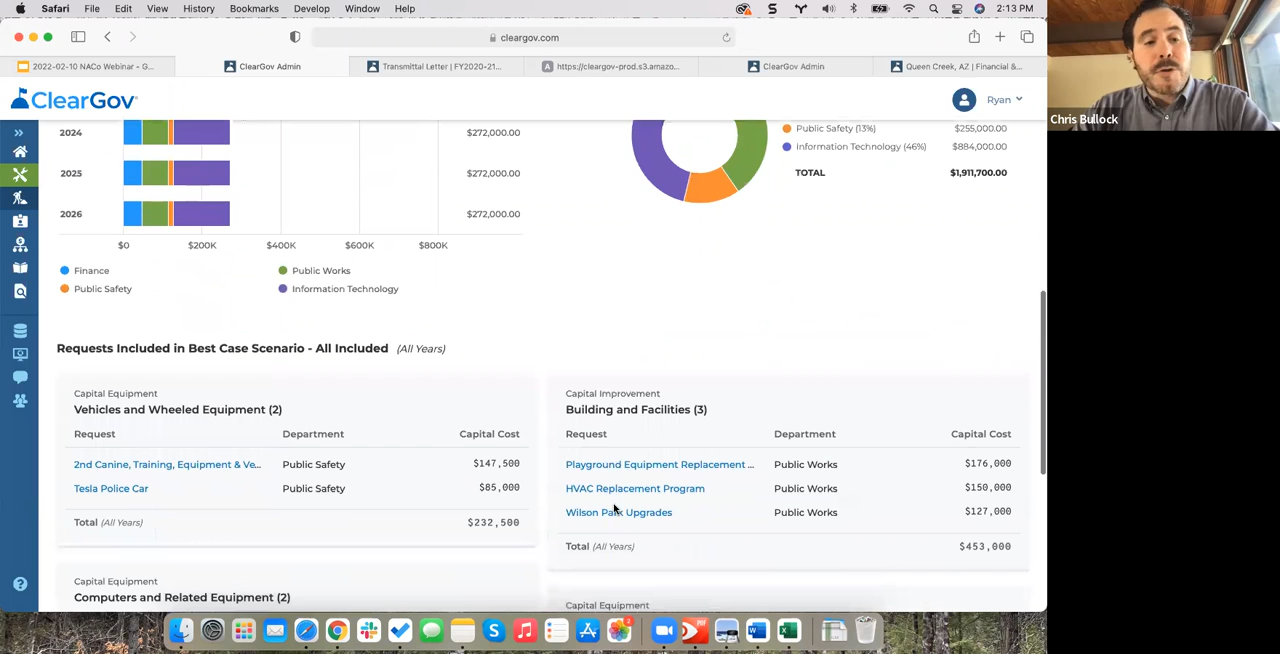 Safari File Edit View History Bookmarks Develop Window Help 2:13 PM
cleargov.com
2022-02-10 NACo Webinar - G...
ClearGov Admin
Transmittal Letter | FY2020-21...
https://cleargov-prod.s3.amazo...
ClearGov Admin
Queen Creek, AZ | Financial &...
ClearGov
Ryan
Chris Bullock
2024 $272,000.00
2025 $272,000.00
2026 $272,000.00
$0 $200K $400K $600K $800K
Finance
Public Works
Public Safety
Information Technology
Public Safety (13%) $255,000.00
Information Technology (46%) $884,000.00
TOTAL $1,911,700.00
Requests Included in Best Case Scenario - All Included (All Years)
Capital Equipment
Vehicles and Wheeled Equipment (2)
Request Department Capital Cost
2nd Canine, Training, Equipment & Ve... Public Safety $147,500
Tesla Police Car Public Safety $85,000
Total (All Years) $232,500
Capital Improvement
Building and Facilities (3)
Request Department Capital Cost
Playground Equipment Replacement ... Public Works $176,000
HVAC Replacement Program Public Works $150,000
Wilson Park Upgrades Public Works $127,000
Total (All Years) $453,000
Capital Equipment
Computers and Related Equipment (2)
Capital Equipment